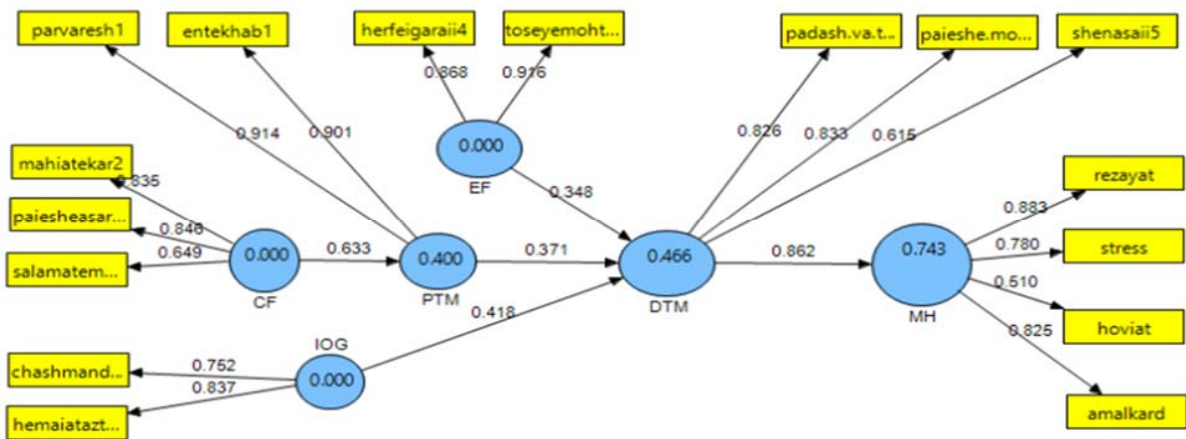 parvaresh1
entekhab1
herfeigaraii4
toseyemoht...
padash.va.t...
paieshe.mo...
shenasaii5
0.914
0.901
0.868
0.916
0.826
0.833
0.615
0.000
EF
0.348
mahiatekar2
0.835
paiesheasar...
0.846
salamatem...
0.649
0.000
CF
0.633
0.400
PTM
0.371
0.466
DTM
0.862
0.743
MH
rezayat
0.883
stress
0.780
hoviat
0.510
amalkard
0.825
0.418
IOG
0.000
chashmand...
0.752
hemaiatazt...
0.837